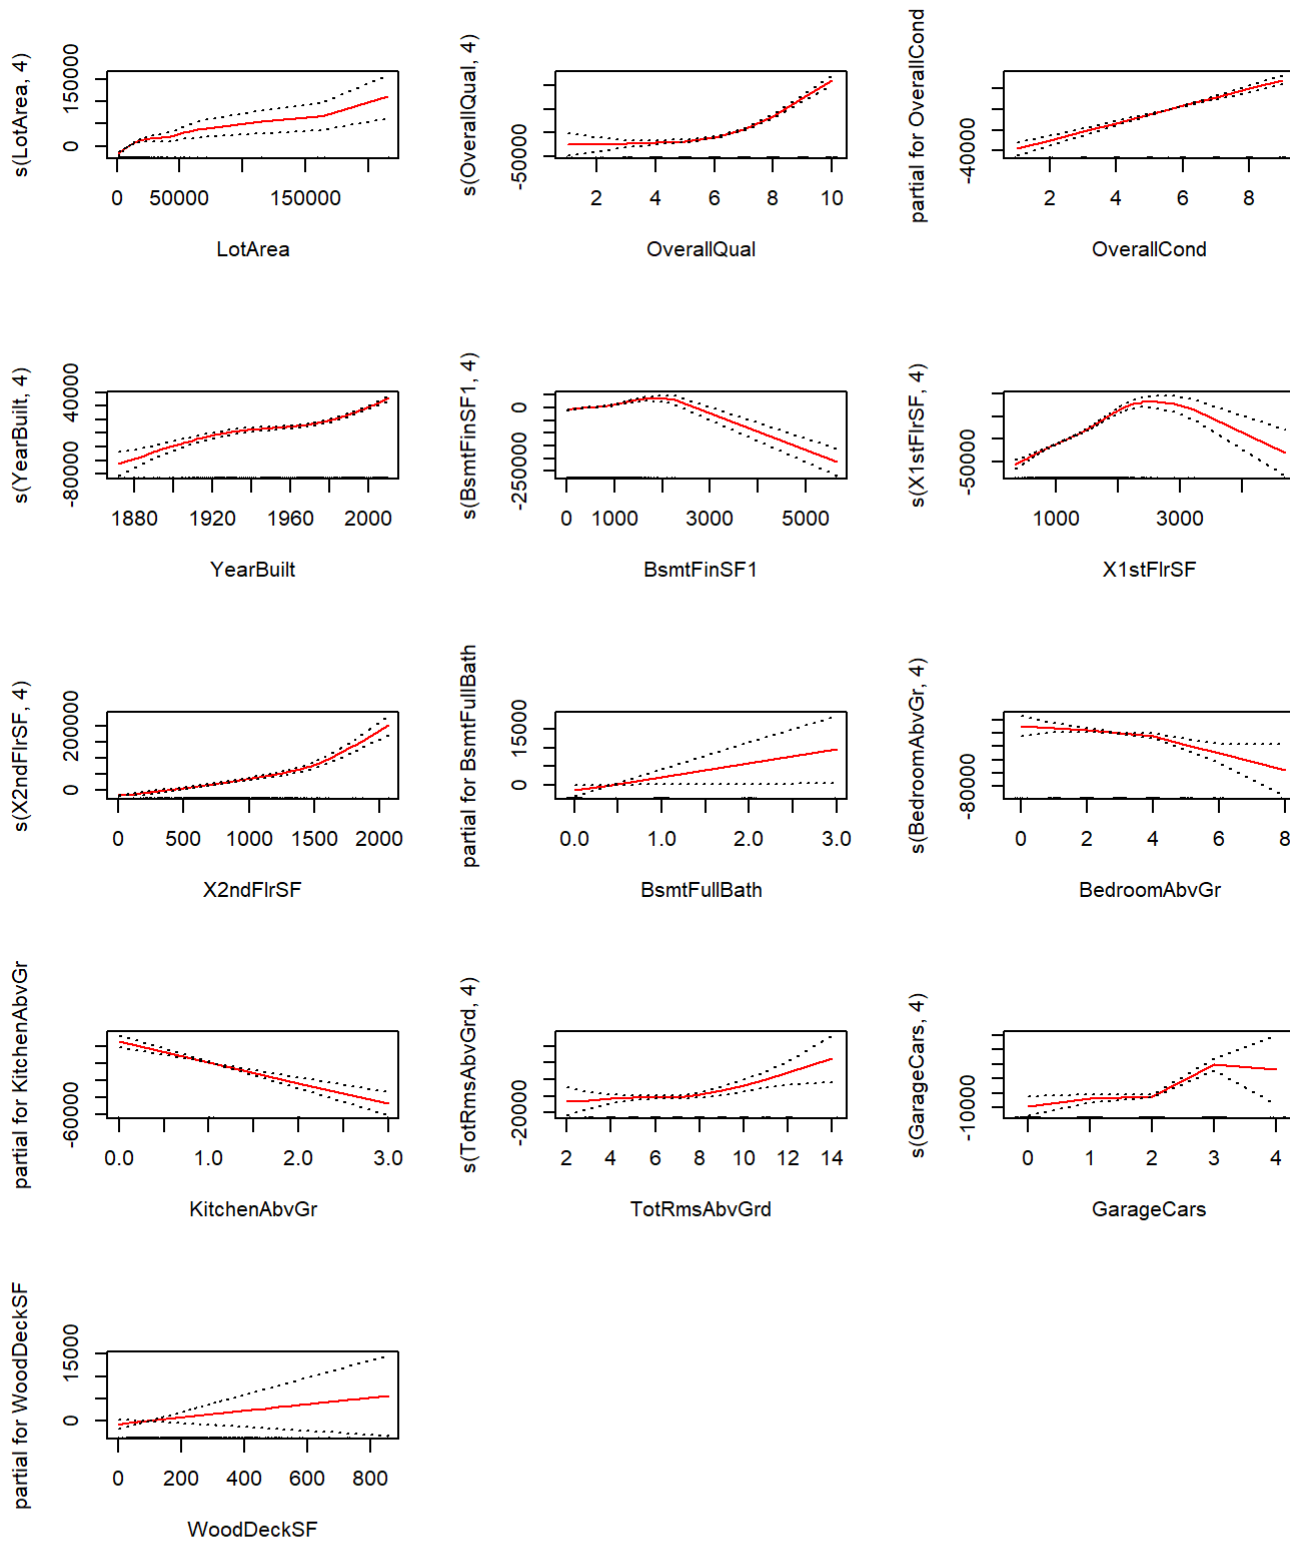 s(LotArea, 4)
150000
0
0 50000 150000
LotArea
s(OverallQual, 4)
-50000
2 4 6 8 10
OverallQual
partial for OverallCond
-40000
2 4 6 8
OverallCond
s(YearBuilt, 4)
40000
-80000
1880 1920 1960 2000
YearBuilt
s(BsmtFinSF1, 4)
0
-250000
0 1000 3000 5000
BsmtFinSF1
s(X1stFlrSF, 4)
-50000
1000 3000
X1stFlrSF
s(X2ndFlrSF, 4)
200000
0
0 500 1000 1500 2000
X2ndFlrSF
partial for BsmtFullBath
15000
0
0.0 1.0 2.0 3.0
BsmtFullBath
s(BedroomAbvGr, 4)
-80000
0 2 4 6 8
BedroomAbvGr
partial for KitchenAbvGr
-60000
0.0 1.0 2.0 3.0
KitchenAbvGr
s(TotRmsAbvGrd, 4)
-20000
2 4 6 8 10 12 14
TotRmsAbvGrd
s(GarageCars, 4)
-10000
0 1 2 3 4
GarageCars
partial for WoodDeckSF
15000
0
0 200 400 600 800
WoodDeckSF